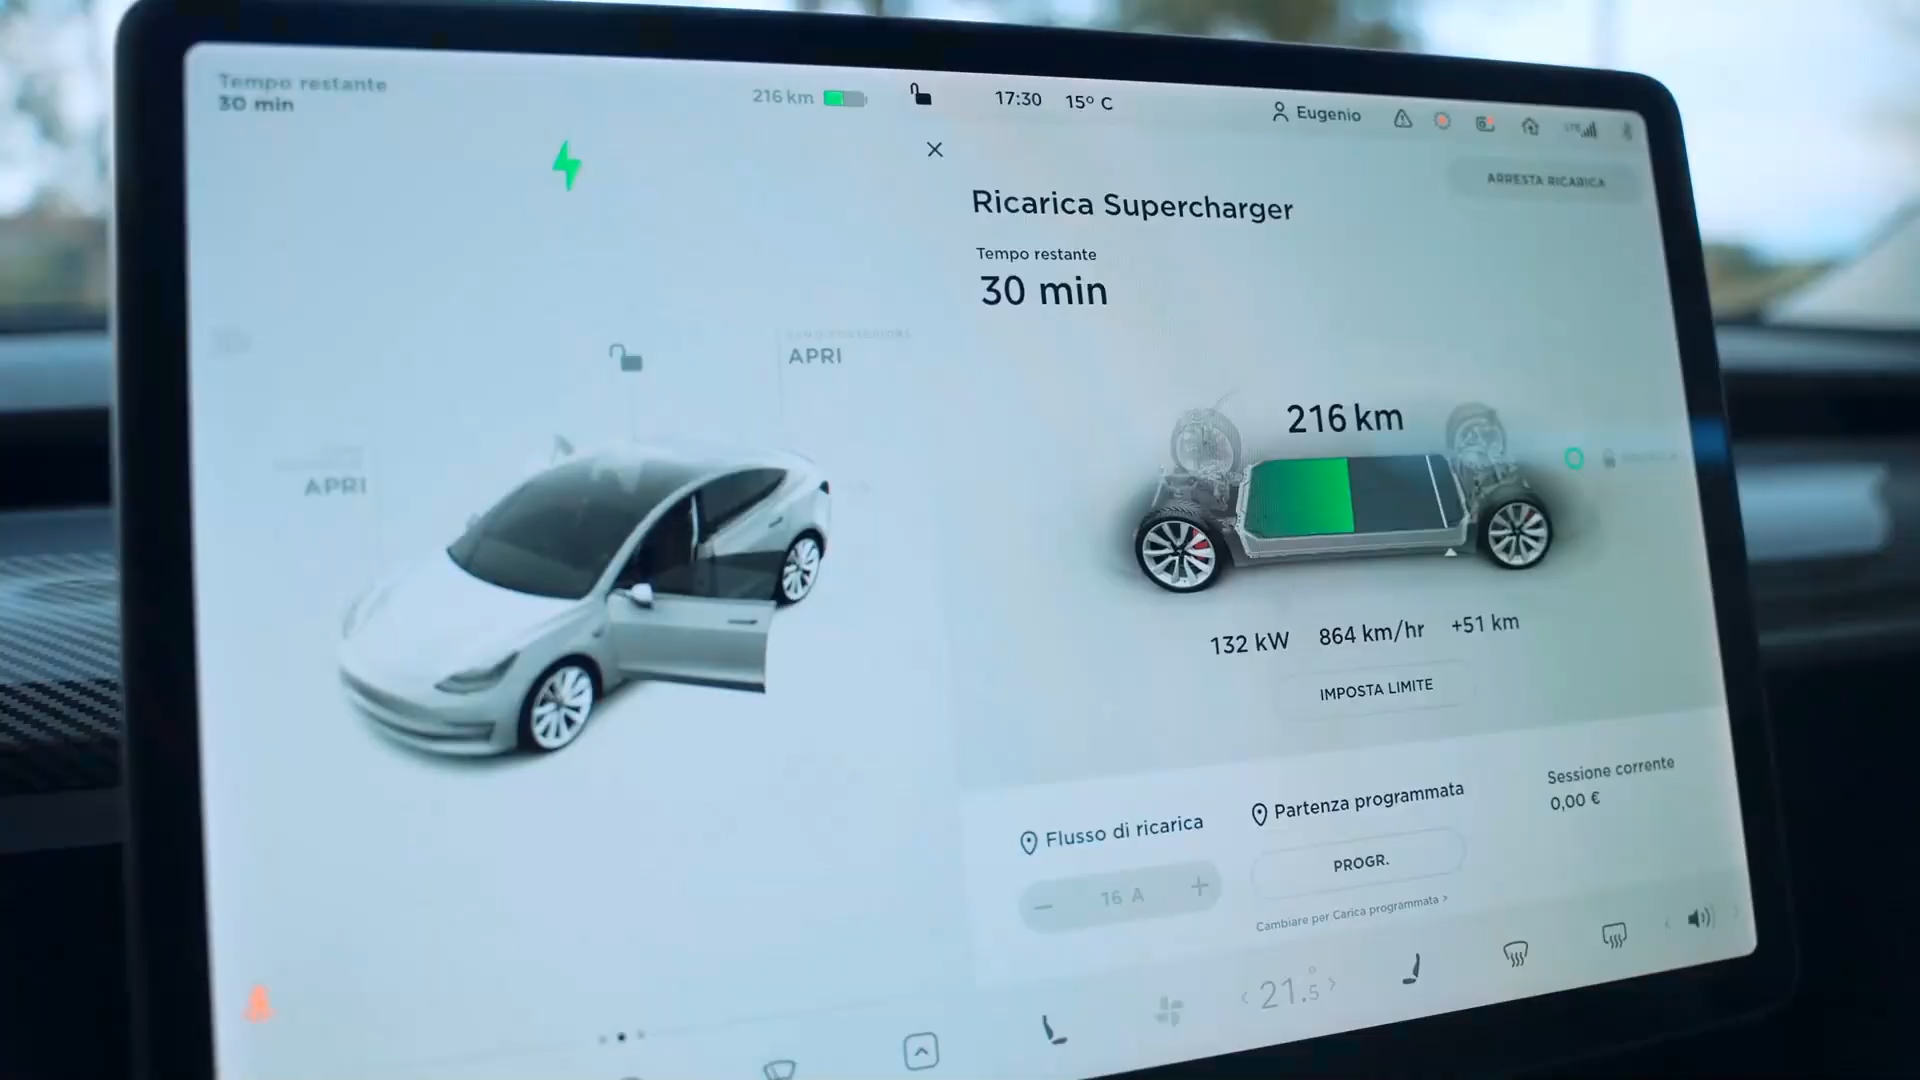 Tempo restante
30 min
216 km
17:30
15° C
Eugenio
LTE
ARRESTA RICARICA
Ricarica Supercharger
Tempo restante
30 min
APRI
APRI
216 km
132 kW
864 km/hr
+51 km
IMPOSTA LIMITE
Flusso di ricarica
16 A
Partenza programmata
PROGR.
Cambiare per Carica programmata >
Sessione corrente
0,00 €
21.5°